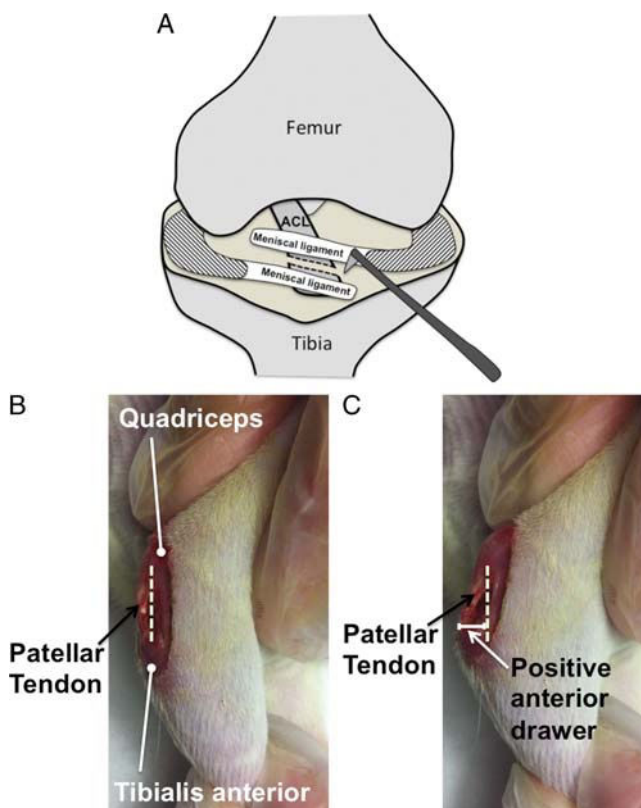 A
Femur
ACL
Meniscal ligament
Meniscal ligament
Tibia
B
Quadriceps
Patellar
Tendon
Tibialis anterior
C
Patellar
Tendon
Positive
anterior
drawer